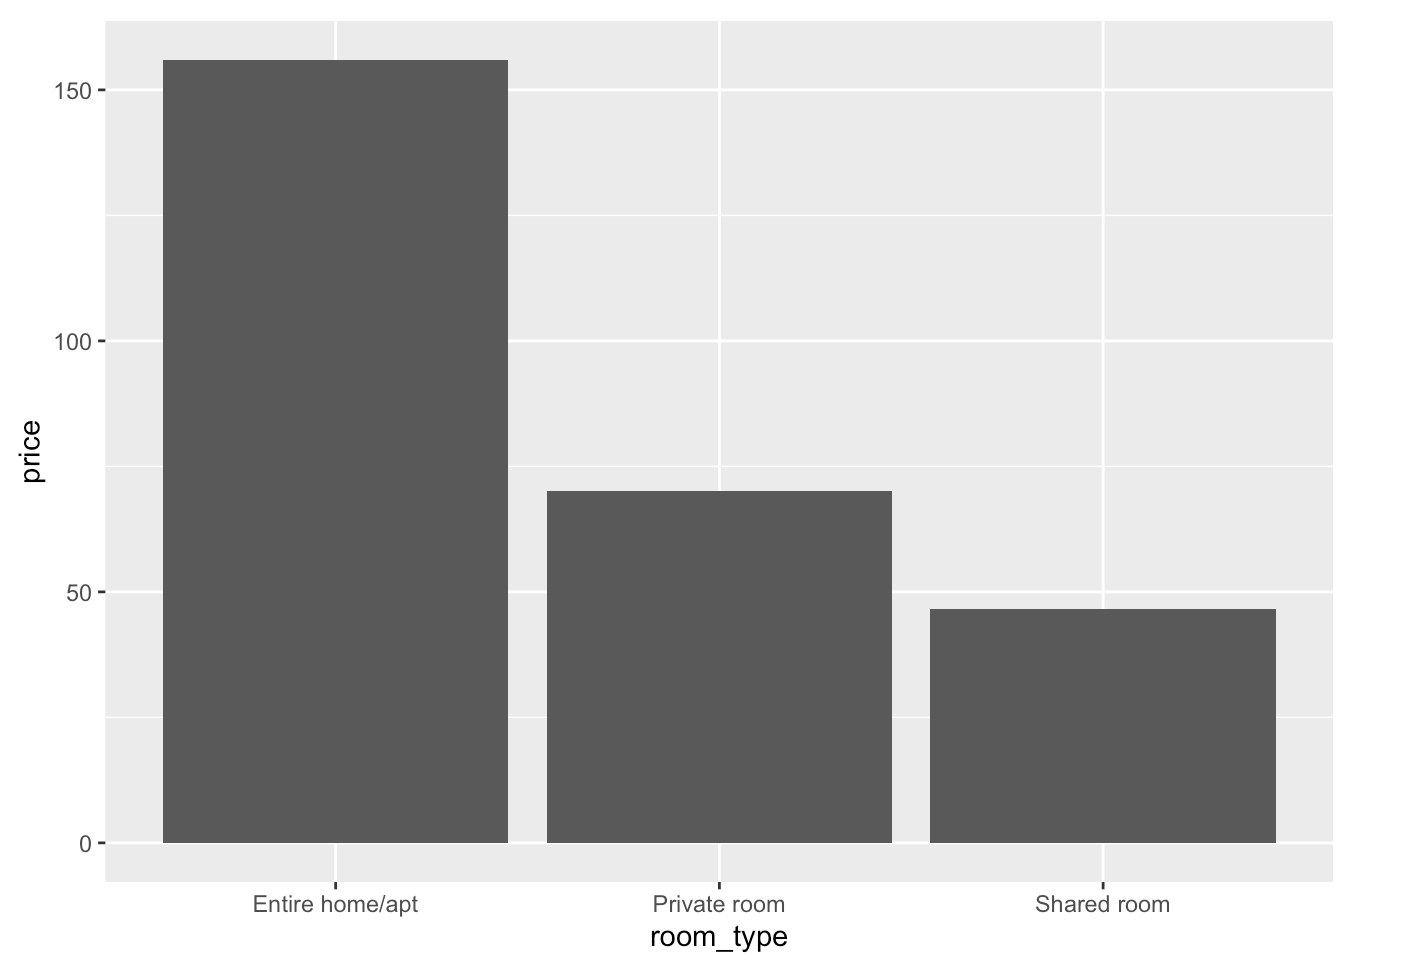 150
100
50
0
price
Entire home/apt
Private room
Shared room
room_type